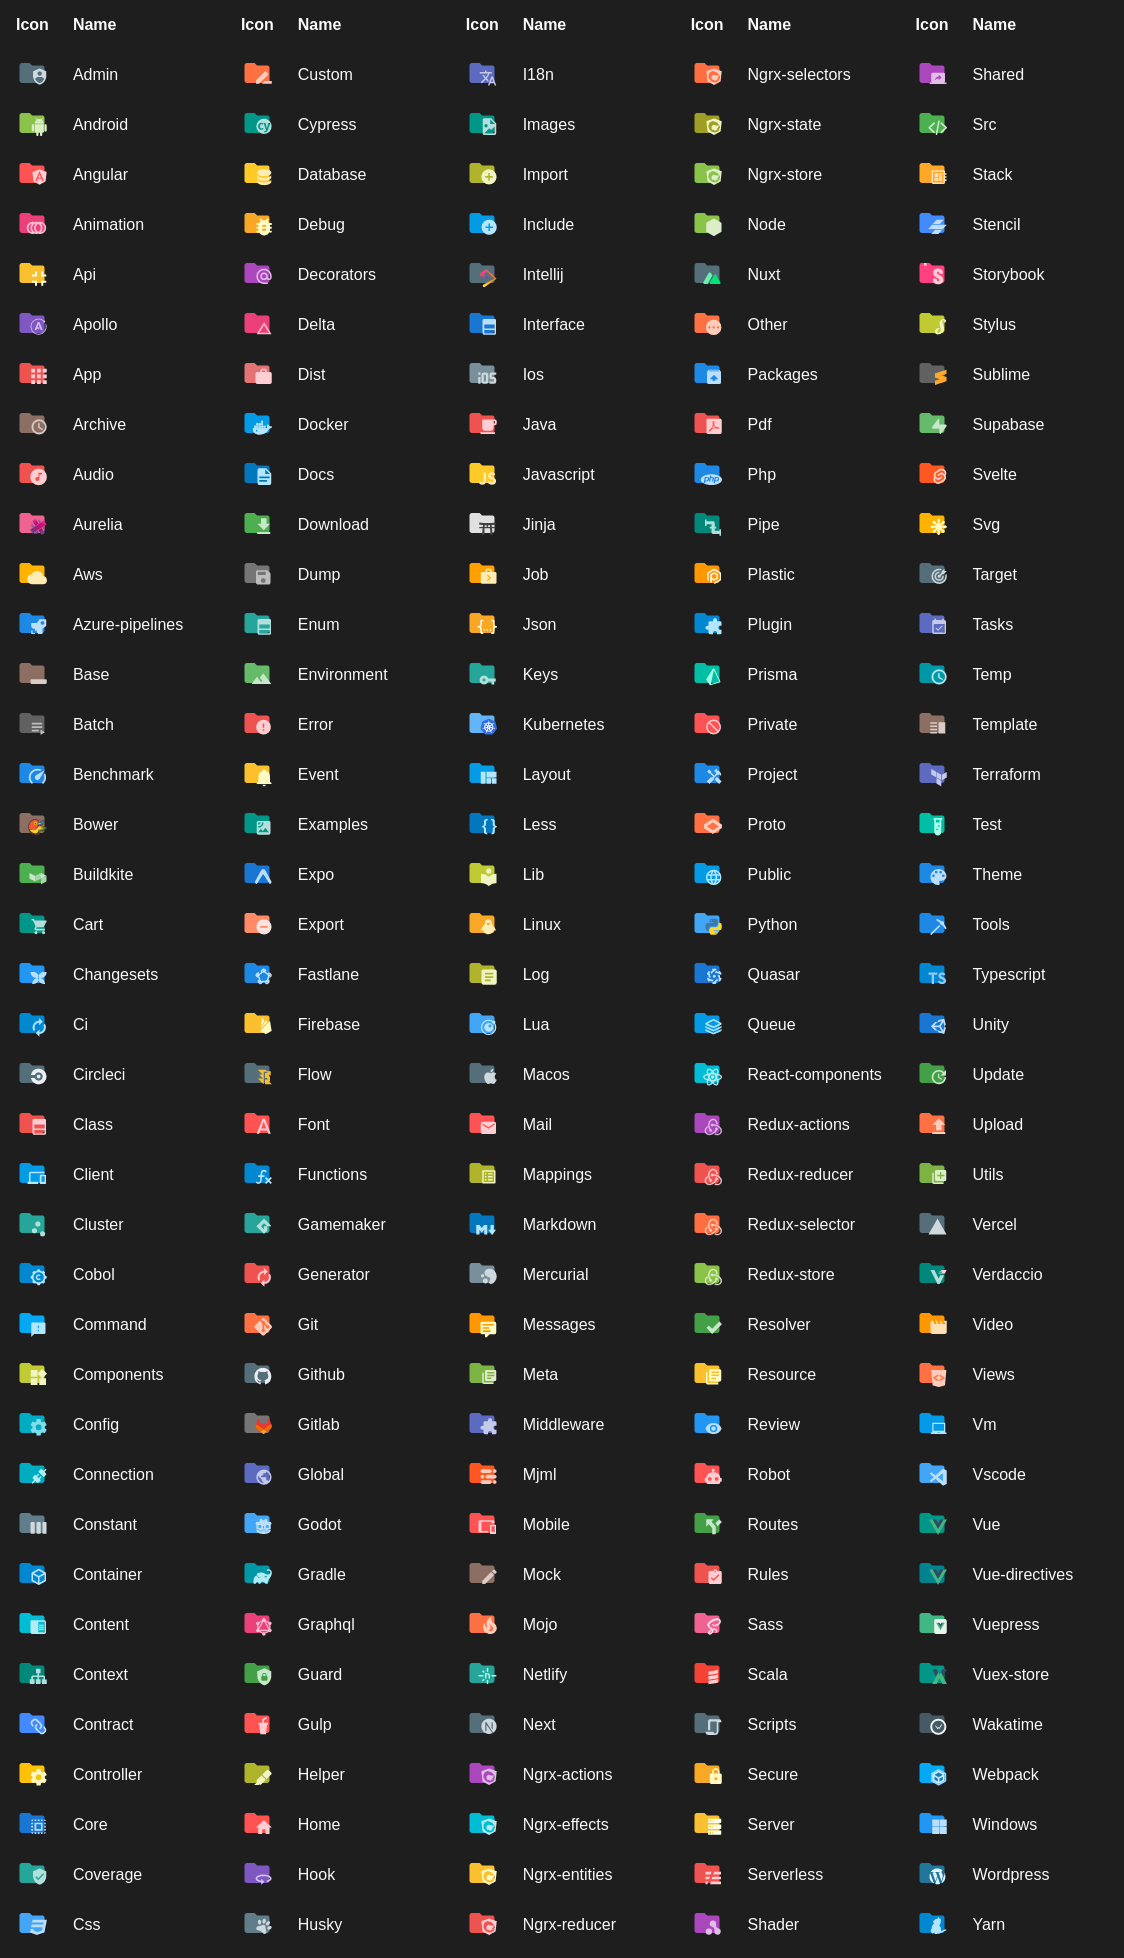 Icon Name Icon Name Icon Name Icon Name Icon Name
Admin Custom I18n Ngrx-selectors Shared
Android Cypress Images Ngrx-state Src
Angular Database Import Ngrx-store Stack
Animation Debug Include Node Stencil
Api Decorators Intellij Nuxt Storybook
Apollo Delta Interface Other Stylus
App Dist Ios Packages Sublime
Archive Docker Java Pdf Supabase
Audio Docs Javascript Php Svelte
Aurelia Download Jinja Pipe Svg
Aws Dump Job Plastic Target
Azure-pipelines Enum Json Plugin Tasks
Base Environment Keys Prisma Temp
Batch Error Kubernetes Private Template
Benchmark Event Layout Project Terraform
Bower Examples Less Proto Test
Buildkite Expo Lib Public Theme
Cart Export Linux Python Tools
Changesets Fastlane Log Quasar Typescript
Ci Firebase Lua Queue Unity
Circleci Flow Macos React-components Update
Class Font Mail Redux-actions Upload
Client Functions Mappings Redux-reducer Utils
Cluster Gamemaker Markdown Redux-selector Vercel
Cobol Generator Mercurial Redux-store Verdaccio
Command Git Messages Resolver Video
Components Github Meta Resource Views
Config Gitlab Middleware Review Vm
Connection Global Mjml Robot Vscode
Constant Godot Mobile Routes Vue
Container Gradle Mock Rules Vue-directives
Content Graphql Mojo Sass Vuepress
Context Guard Netlify Scala Vuex-store
Contract Gulp Next Scripts Wakatime
Controller Helper Ngrx-actions Secure Webpack
Core Home Ngrx-effects Server Windows
Coverage Hook Ngrx-entities Serverless Wordpress
Css Husky Ngrx-reducer Shader Yarn